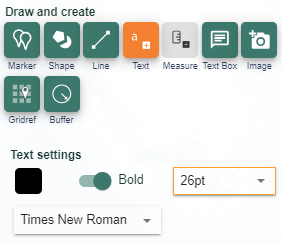 Draw and create
a
Marker Shape Line Text Measure Text Box Image
Gridref Buffer
Text settings
Bold 26pt
Times New Roman